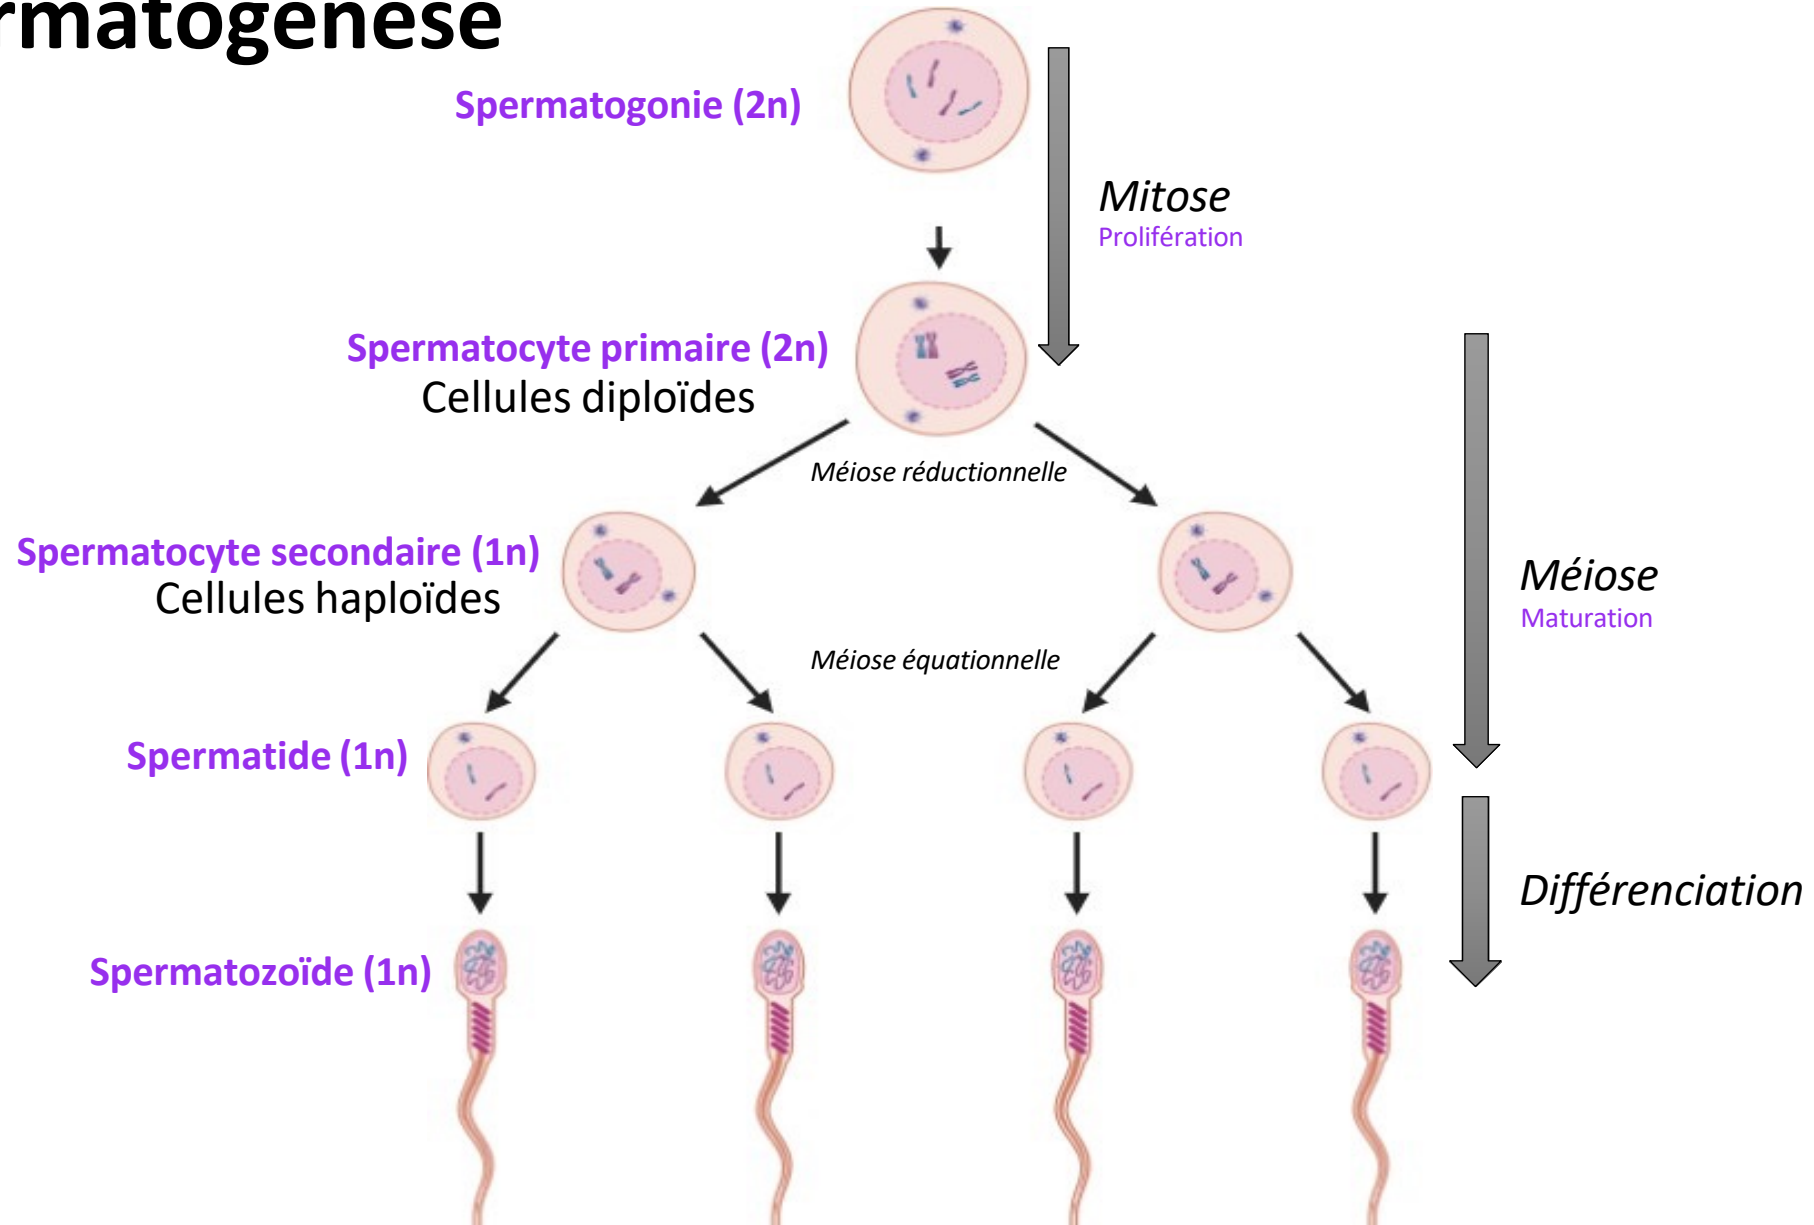 rmatogenèse
Spermatogonie (2n)
Mitose
Prolifération
Spermatocyte primaire (2n)
Cellules diploïdes
Méiose réductionnelle
Spermatocyte secondaire (1n)
Cellules haploïdes
Méiose
Maturation
Méiose équationnelle
Spermatide (1n)
Différenciation
Spermatozoïde (1n)